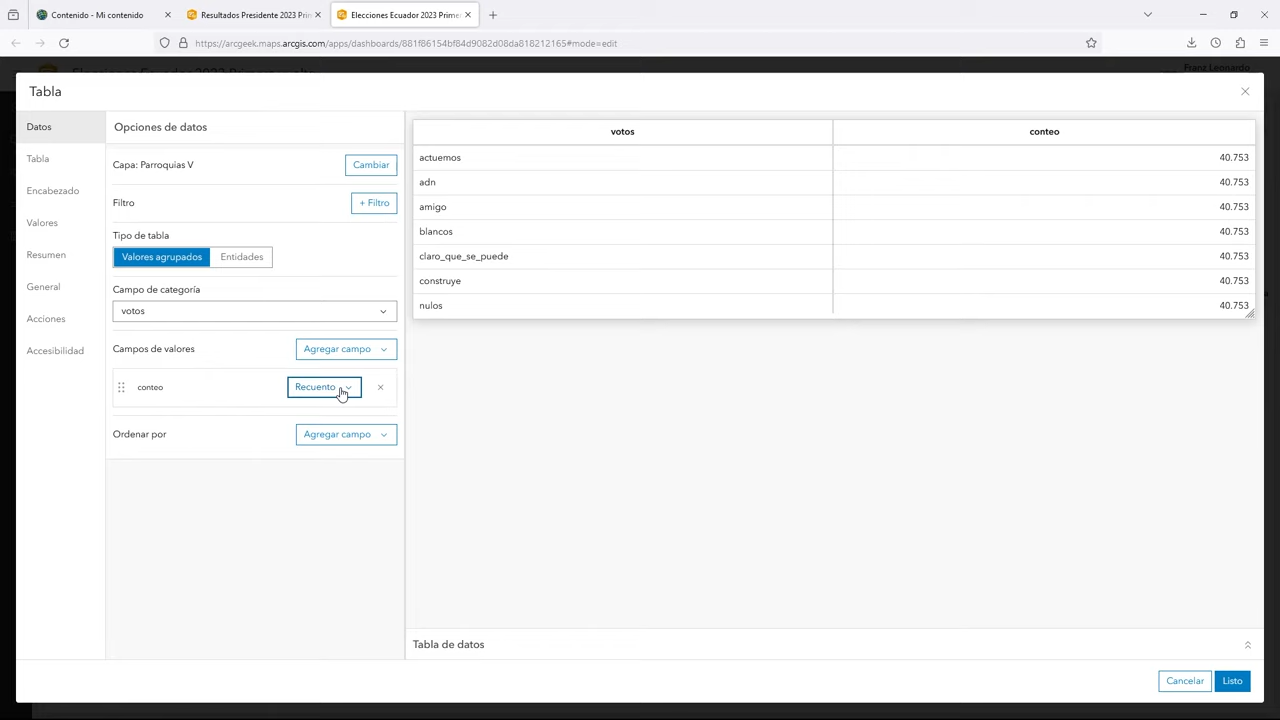 Contenido - Mi contenido
Resultados Presidente 2023 Prim
Elecciones Ecuador 2023 Primer
https://arcgeek.maps.arcgis.com/apps/dashboards/881f86154bf84d9082d08da818212165#mode=edit
Franz Leonardo
Tabla
Datos
Tabla
Encabezado
Valores
Resumen
General
Acciones
Accesibilidad
Opciones de datos
Capa: Parroquias V
Cambiar
Filtro
+ Filtro
Tipo de tabla
Valores agrupados
Entidades
Campo de categoría
votos
Campos de valores
Agregar campo
conteo
Recuento
Ordenar por
Agregar campo
votos conteo
actuemos 40.753
adn 40.753
amigo 40.753
blancos 40.753
claro_que_se_puede 40.753
construye 40.753
nulos 40.753
Tabla de datos
Cancelar
Listo